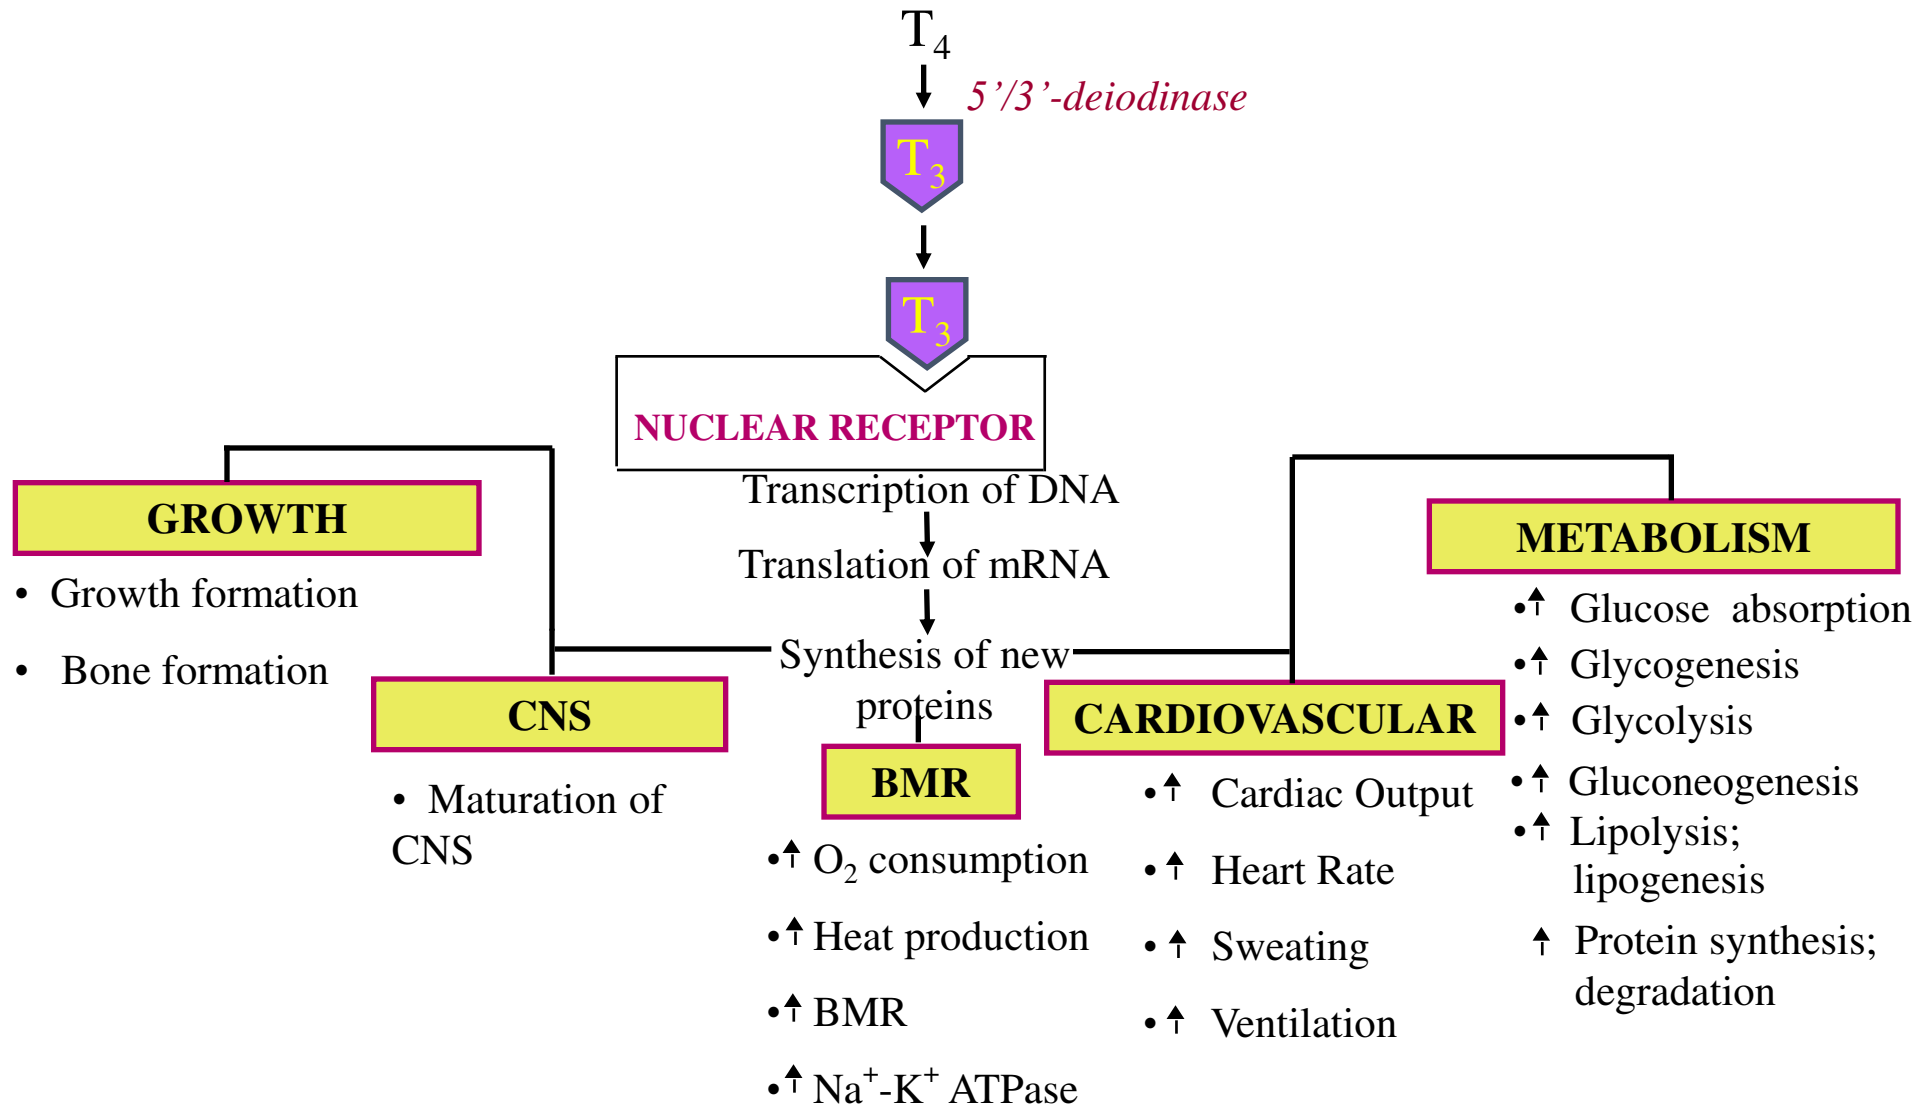 T₄
5’/3’-deiodinase
T₃
T₃
NUCLEAR RECEPTOR
Transcription of DNA
Translation of mRNA
Synthesis of new
proteins
GROWTH
• Growth formation
• Bone formation
CNS
• Maturation of
CNS
BMR
•↑ O₂ consumption
•↑ Heat production
•↑ BMR
•↑ Na⁺-K⁺ ATPase
CARDIOVASCULAR
•↑ Cardiac Output
•↑ Heart Rate
•↑ Sweating
•↑ Ventilation
METABOLISM
•↑ Glucose absorption
•↑ Glycogenesis
•↑ Glycolysis
•↑ Gluconeogenesis
•↑ Lipolysis;
lipogenesis
↑ Protein synthesis;
degradation